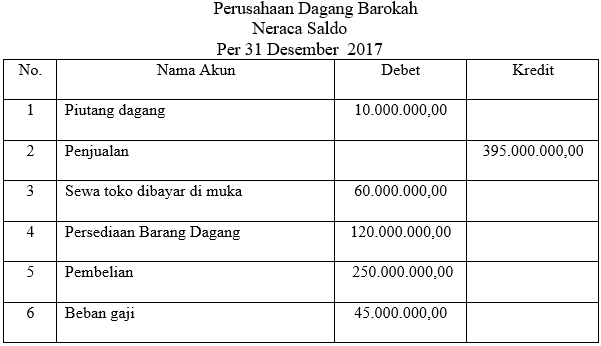 Perusahaan Dagang Barokah
Neraca Saldo
Per 31 Desember 2017
No. Nama Akun Debet Kredit
1 Piutang dagang 10.000.000,00
2 Penjualan 395.000.000,00
3 Sewa toko dibayar di muka 60.000.000,00
4 Persediaan Barang Dagang 120.000.000,00
5 Pembelian 250.000.000,00
6 Beban gaji 45.000.000,00